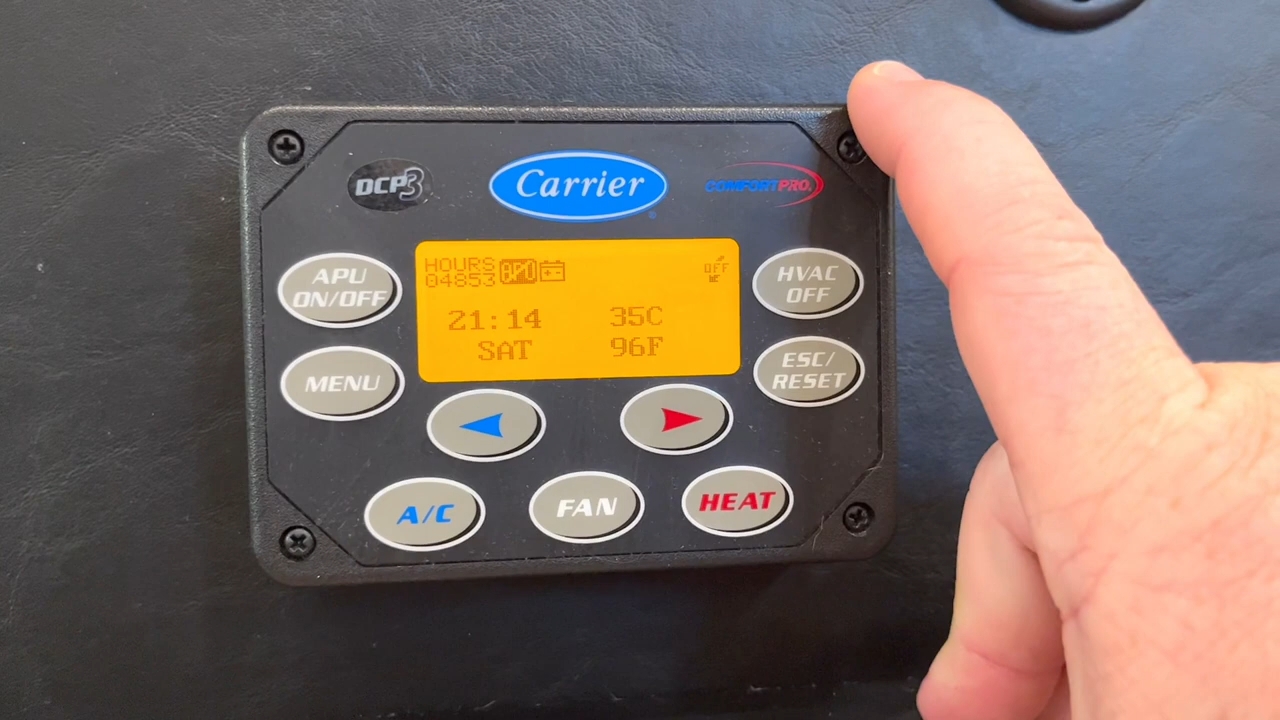 DCP3
Carrier
COMFORTPRO.
APU
ON/OFF
HOURS
04853
APU
OFF
21:14
35C
SAT
96F
HVAC
OFF
MENU
ESC/
RESET
A/C
FAN
HEAT